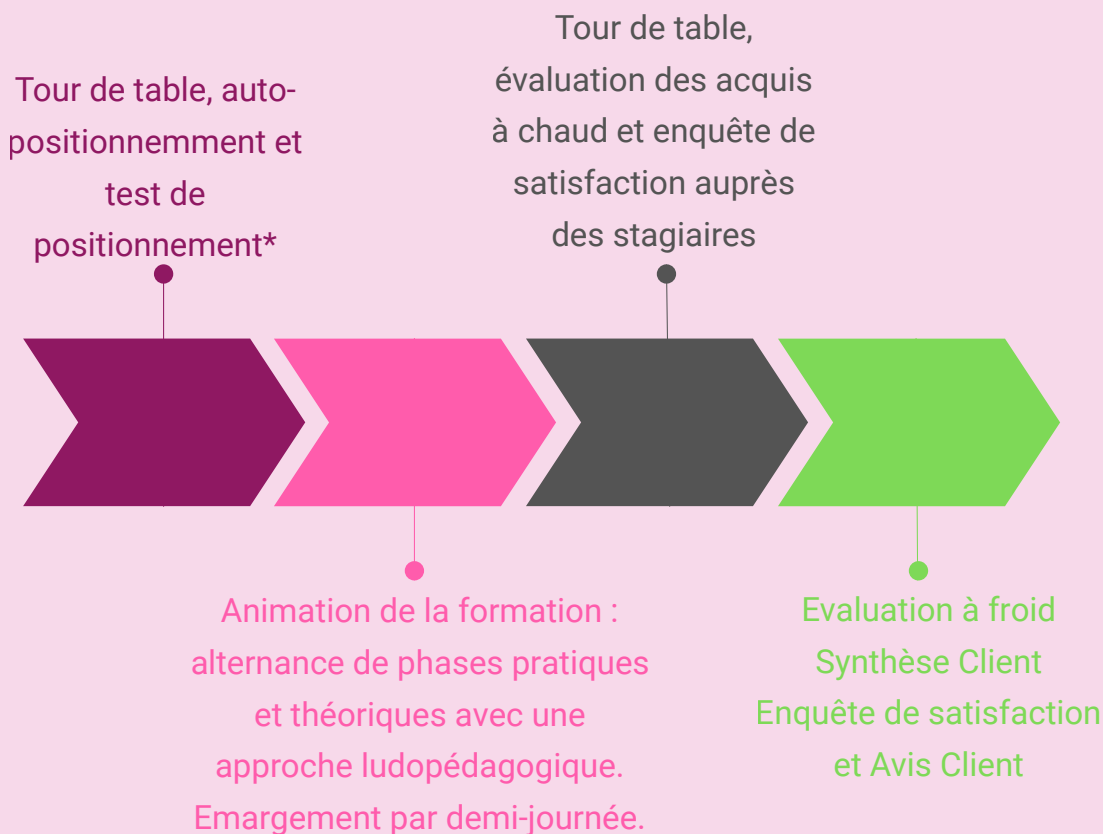 Tour de table, auto-
positionnemment et
test de
positionnement*
Tour de table,
évaluation des acquis
à chaud et enquête de
satisfaction auprès
des stagiaires
Animation de la formation :
alternance de phases pratiques
et théoriques avec une
approche ludopédagogique.
Emargement par demi-journée.
Evaluation à froid
Synthèse Client
Enquête de satisfaction
et Avis Client